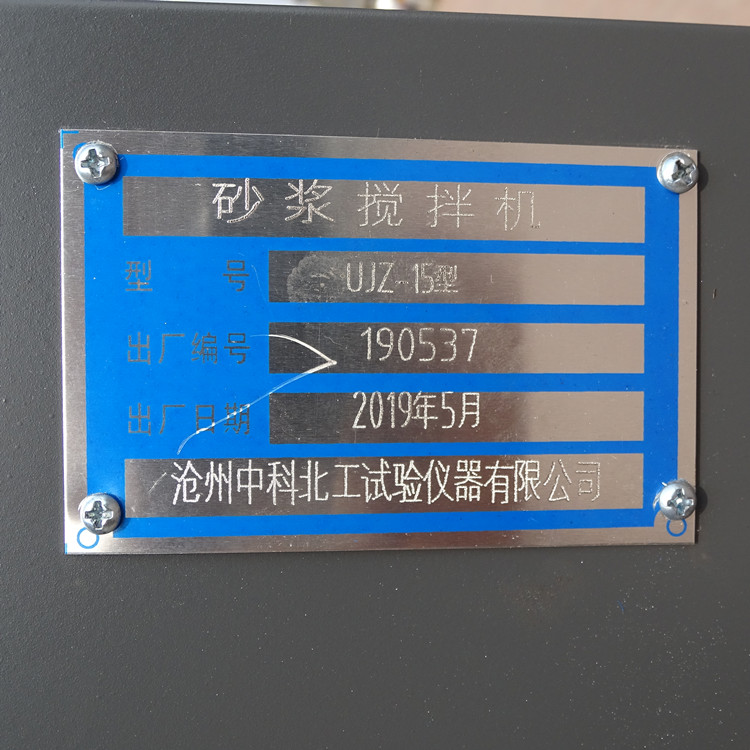 砂浆搅拌机
型 号 UJZ-15型
出厂编号 190537
出厂日期 2019年5月
沧州中科北工试验仪器有限公司